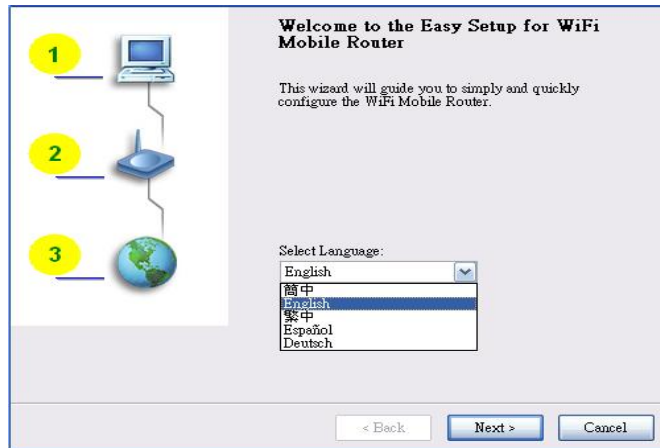 1
2
3
Welcome to the Easy Setup for WiFi
Mobile Router
This wizard will guide you to simply and quickly
configure the WiFi Mobile Router.
Select Language:
English
簡中
English
繁中
Español
Deutsch
< Back
Next >
Cancel